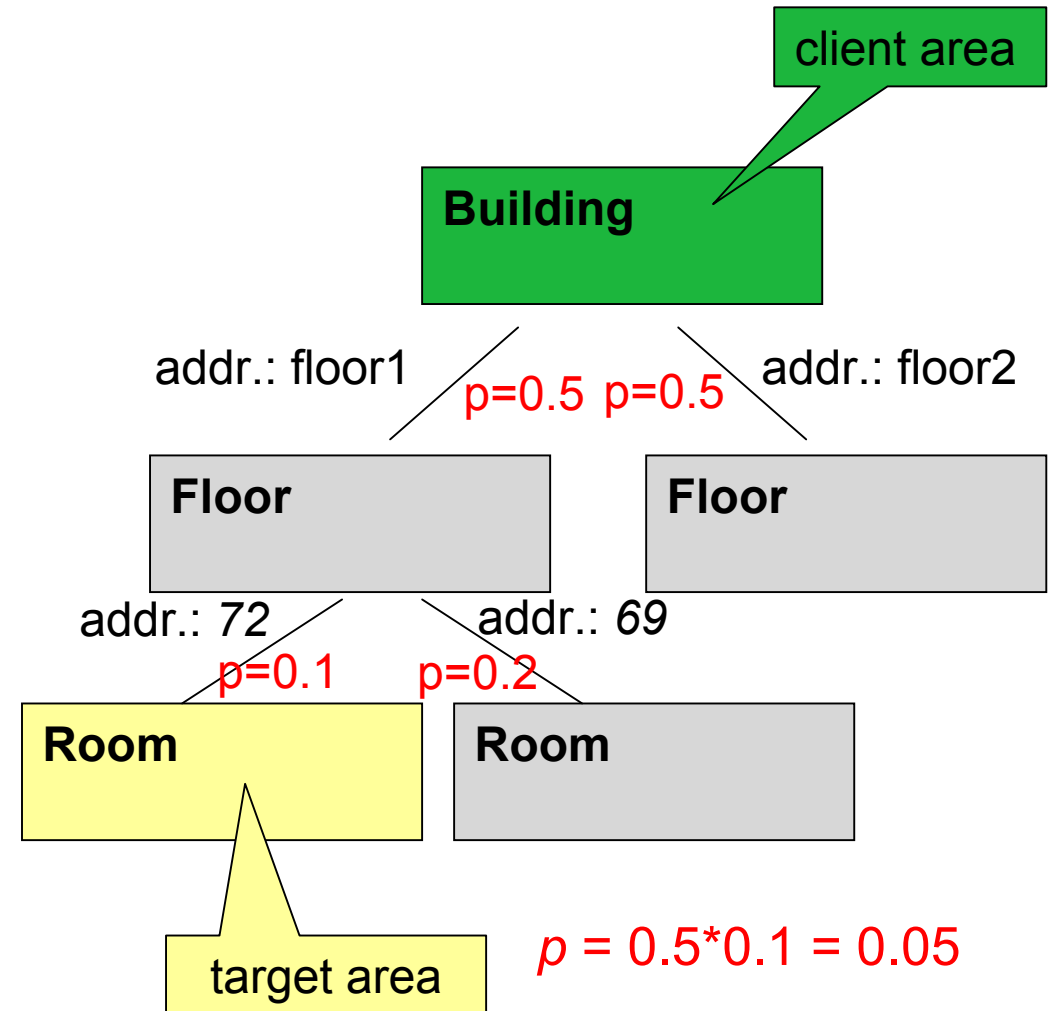 client area
Building
addr.: floor1
p=0.5
p=0.5
addr.: floor2
Floor
Floor
addr.: 72
addr.: 69
p=0.1
p=0.2
Room
Room
target area
p = 0.5*0.1 = 0.05